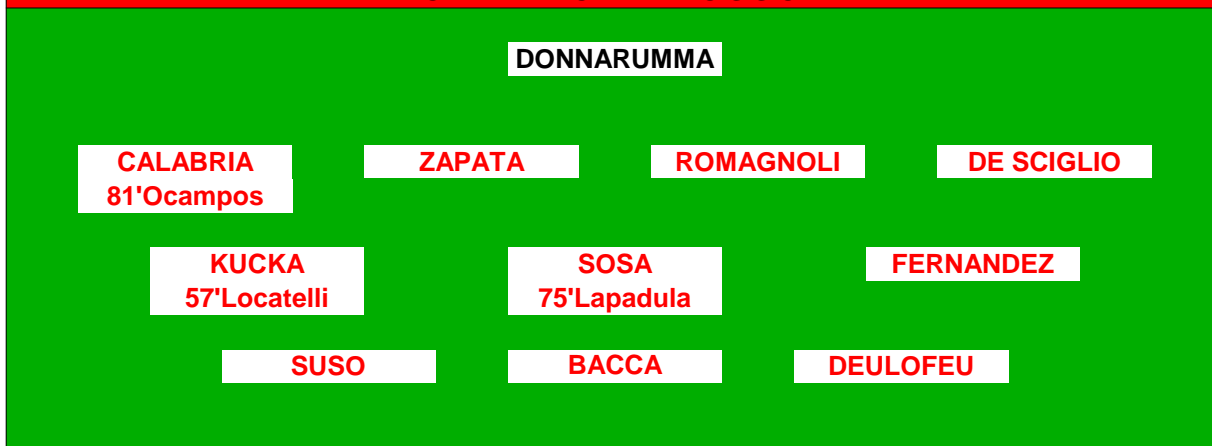 DONNARUMMA
CALABRIA ZAPATA ROMAGNOLI DE SCIGLIO
81'Ocampos
KUCKA SOSA FERNANDEZ
57'Locatelli 75'Lapadula
SUSO BACCA DEULOFEU